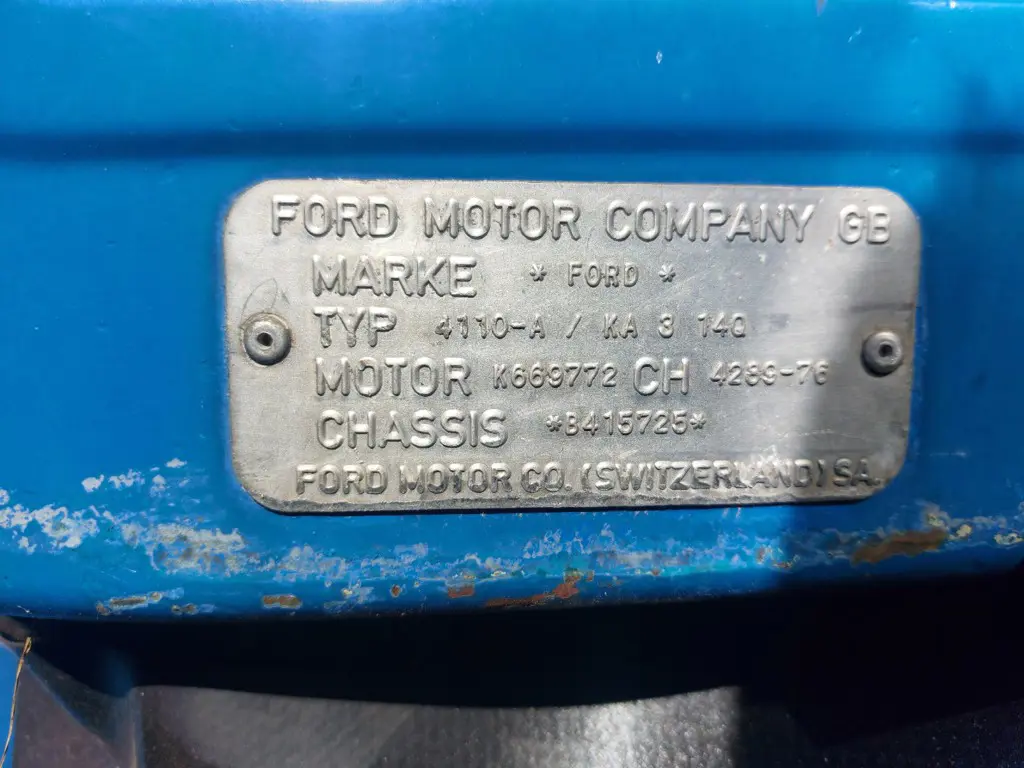 FORD MOTOR COMPANY GB
MARKE * FORD *
TYP 4110-A / KA 3 14Q
MOTOR K669772 CH 4289-76
CHASSIS *B415725*
FORD MOTOR CO. (SWITZERLAND) SA.